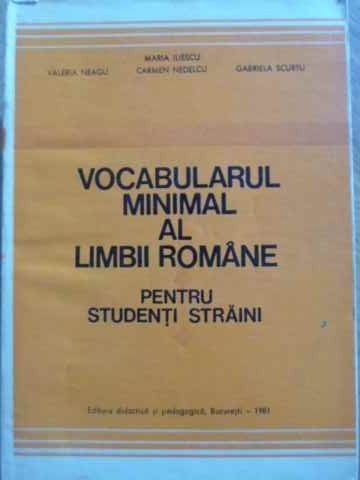 MARIA ILIESCU
VALERIA NEAGU CARMEN NEDELCU GABRIELA SCURTU
VOCABULARUL
MINIMAL
AL
LIMBII ROMÂNE
PENTRU
STUDENȚI STRĂINI
Editura didactică și pedagogică, București – 1981